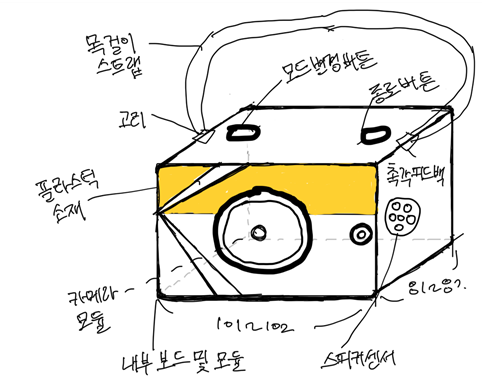 목걸이
스트랩
모드변경버튼
종료버튼
고리
촉각피드백
플라스틱
소재
카메라
모듈
내부 보드 및 모듈
스피커센서